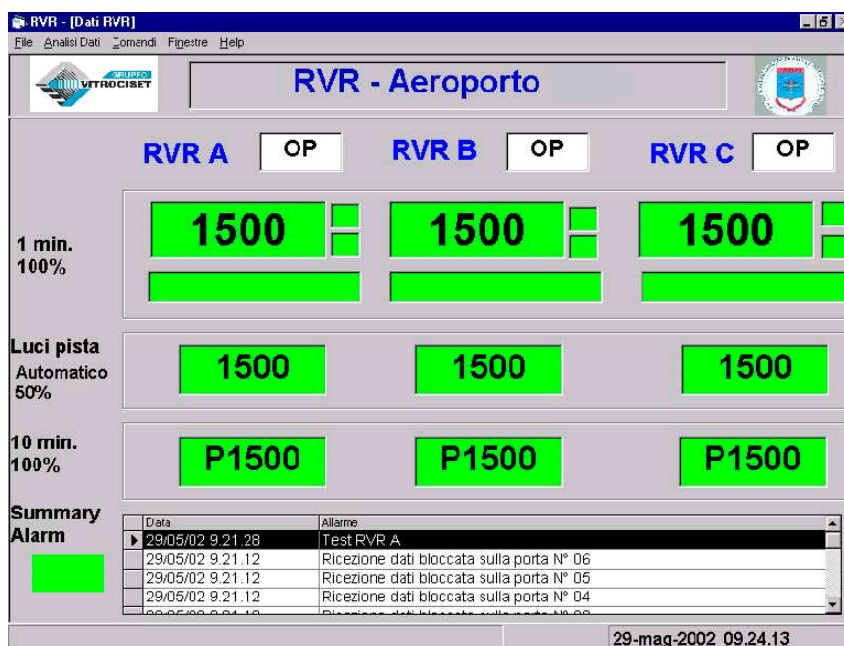 RVR - [Dati RVR]
File Analisi Dati Comandi Finestre Help
GRUPPO
VITROCISET
RVR - Aeroporto
RVR A OP RVR B OP RVR C OP
1 min.
100%
1500 1500 1500
Luci pista
Automatico
50%
1500 1500 1500
10 min.
100%
P1500 P1500 P1500
Summary
Alarm
Data Allarme
29/05/02 9.21.28 Test RVR A
29/05/02 9.21.12 Ricezione dati bloccata sulla porta N° 06
29/05/02 9.21.12 Ricezione dati bloccata sulla porta N° 05
29/05/02 9.21.12 Ricezione dati bloccata sulla porta N° 04
29-mag-2002 09.24.13